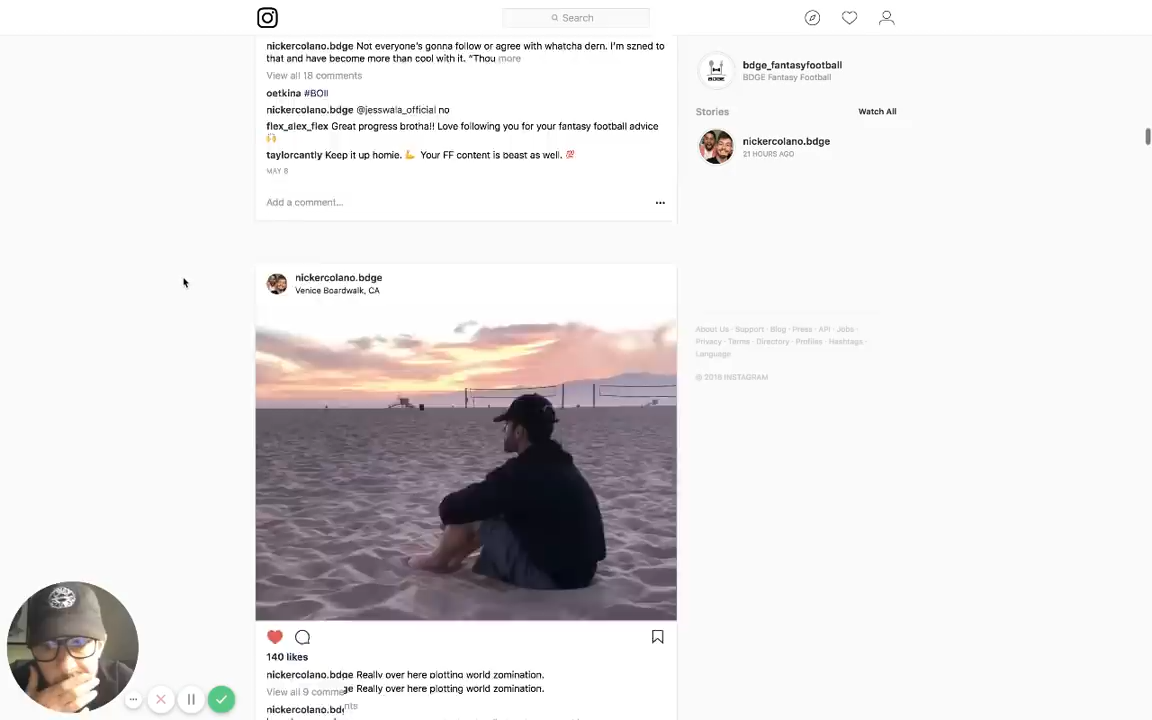 Search
nickercolano.bdge Not everyone's gonna follow or agree with whatcha dern. I'm szned to
that and have become more than cool with it. “Thou more
View all 18 comments
oetkina #BOII
nickercolano.bdge @jesswala_official no
flex_alex_flex Great progress brotha!! Love following you for your fantasy football advice
🙌
taylorcantly Keep it up homie. 💪 Your FF content is beast as well. 💯
MAY 8
Add a comment...
bdge_fantasyfootball
BDGE Fantasy Football
Stories Watch All
nickercolano.bdge
21 HOURS AGO
About Us · Support · Blog · Press · API · Jobs ·
Privacy · Terms · Directory · Profiles · Hashtags ·
Language
© 2018 INSTAGRAM
nickercolano.bdge
Venice Boardwalk, CA
140 likes
nickercolano.bdge Really over here plotting world zomination.
View all 9 comme
ge Really over here plotting world zomination.
nts
nickercolano.bdg